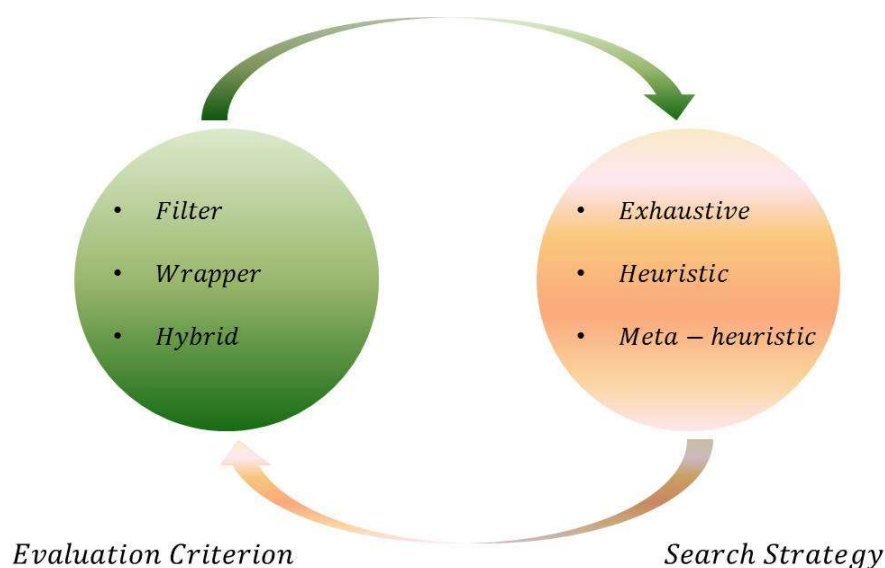 • Filter
• Wrapper
• Hybrid
• Exhaustive
• Heuristic
• Meta − heuristic
Evaluation Criterion
Search Strategy